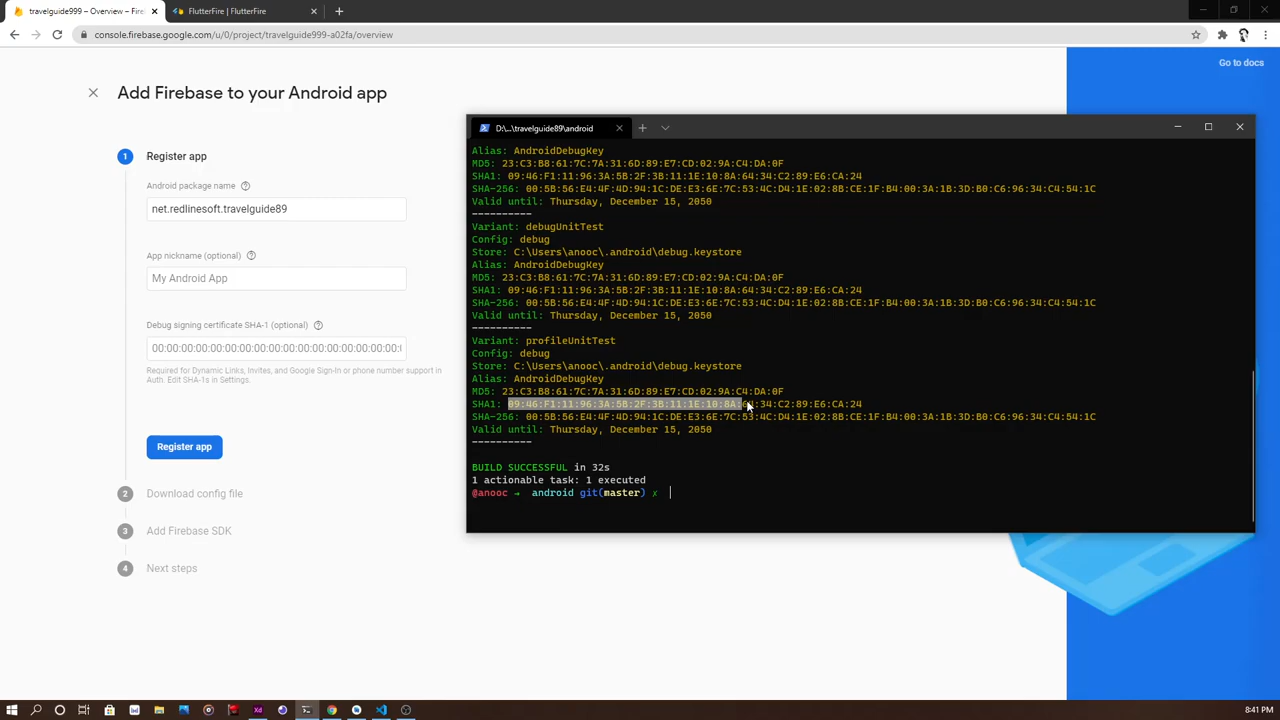 travelguide999 – Overview – Fire
FlutterFire | FlutterFire
console.firebase.google.com/u/0/project/travelguide999-a02fa/overview
Go to docs
Add Firebase to your Android app
1 Register app
Android package name
net.redlinesoft.travelguide89
App nickname (optional)
My Android App
Debug signing certificate SHA-1 (optional)
00:00:00:00:00:00:00:00:00:00:00:00:00:00:00:00:00:0
Required for Dynamic Links, Invites, and Google Sign-In or phone number support in
Auth. Edit SHA-1s in Settings.
Register app
2 Download config file
3 Add Firebase SDK
4 Next steps
D:\...\travelguide89\android
Alias: AndroidDebugKey
MD5: 23:C3:B8:61:7C:7A:31:6D:89:E7:CD:02:9A:C4:DA:0F
SHA1: 09:46:F1:11:96:3A:5B:2F:3B:11:1E:10:8A:64:34:C2:89:E6:CA:24
SHA-256: 00:5B:56:E4:4F:4D:94:1C:DE:E3:6E:7C:53:4C:D4:1E:02:8B:CE:1F:B4:00:3A:1B:3D:B0:C6:96:34:C4:54:1C
Valid until: Thursday, December 15, 2050
----------
Variant: debugUnitTest
Config: debug
Store: C:\Users\anooc\.android\debug.keystore
Alias: AndroidDebugKey
MD5: 23:C3:B8:61:7C:7A:31:6D:89:E7:CD:02:9A:C4:DA:0F
SHA1: 09:46:F1:11:96:3A:5B:2F:3B:11:1E:10:8A:64:34:C2:89:E6:CA:24
SHA-256: 00:5B:56:E4:4F:4D:94:1C:DE:E3:6E:7C:53:4C:D4:1E:02:8B:CE:1F:B4:00:3A:1B:3D:B0:C6:96:34:C4:54:1C
Valid until: Thursday, December 15, 2050
----------
Variant: profileUnitTest
Config: debug
Store: C:\Users\anooc\.android\debug.keystore
Alias: AndroidDebugKey
MD5: 23:C3:B8:61:7C:7A:31:6D:89:E7:CD:02:9A:C4:DA:0F
SHA1: 09:46:F1:11:96:3A:5B:2F:3B:11:1E:10:8A:64:34:C2:89:E6:CA:24
SHA-256: 00:5B:56:E4:4F:4D:94:1C:DE:E3:6E:7C:53:4C:D4:1E:02:8B:CE:1F:B4:00:3A:1B:3D:B0:C6:96:34:C4:54:1C
Valid until: Thursday, December 15, 2050
----------
BUILD SUCCESSFUL in 32s
1 actionable task: 1 executed
@anooc → android git(master) ✗
Xd
8:41 PM